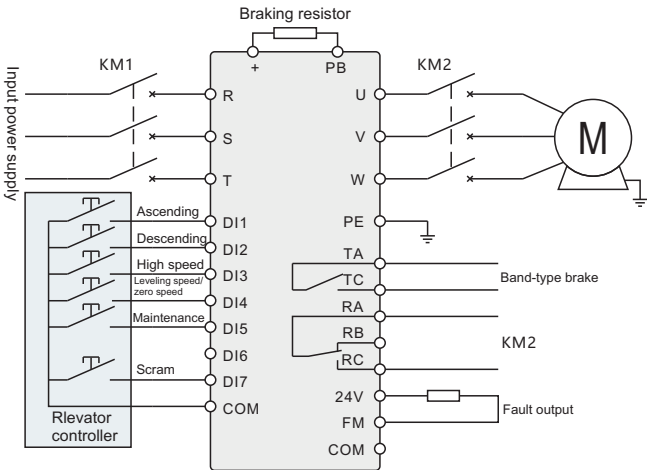 Braking resistor
+
PB
KM1
KM2
Input power supply
R
S
T
U
V
W
M
PE
Ascending
DI1
Descending
DI2
High speed
DI3
Leveling speed/
zero speed
DI4
Maintenance
DI5
DI6
Scram
DI7
COM
Rlevator
controller
TA
TC
Band-type brake
RA
RB
RC
KM2
24V
FM
Fault output
COM